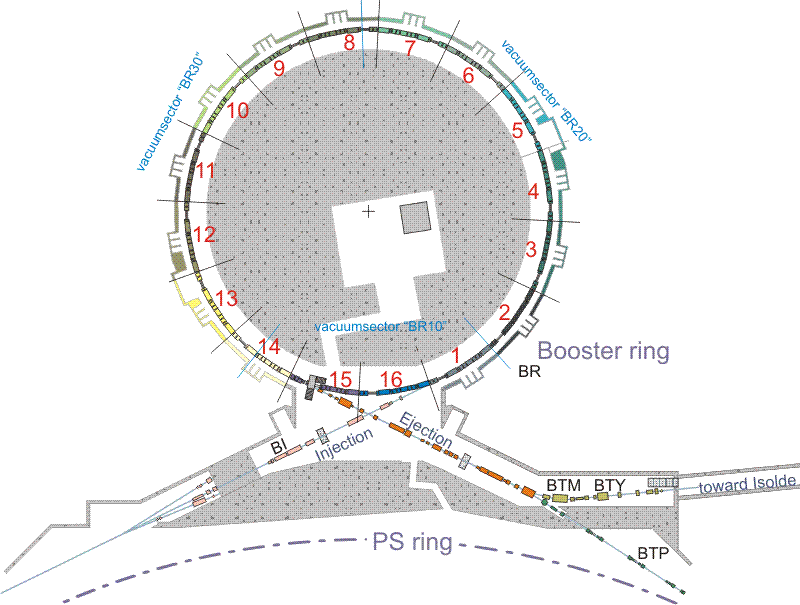 8
7
9
6
vacuumsector "BR30"
vacuumsector "BR20"
10
5
11
4
12
3
13
2
vacuumsector "BR10"
14
1
Booster ring
BR
15
16
BI
Injection
Ejection
BTM
BTY
toward Isolde
PS ring
BTP